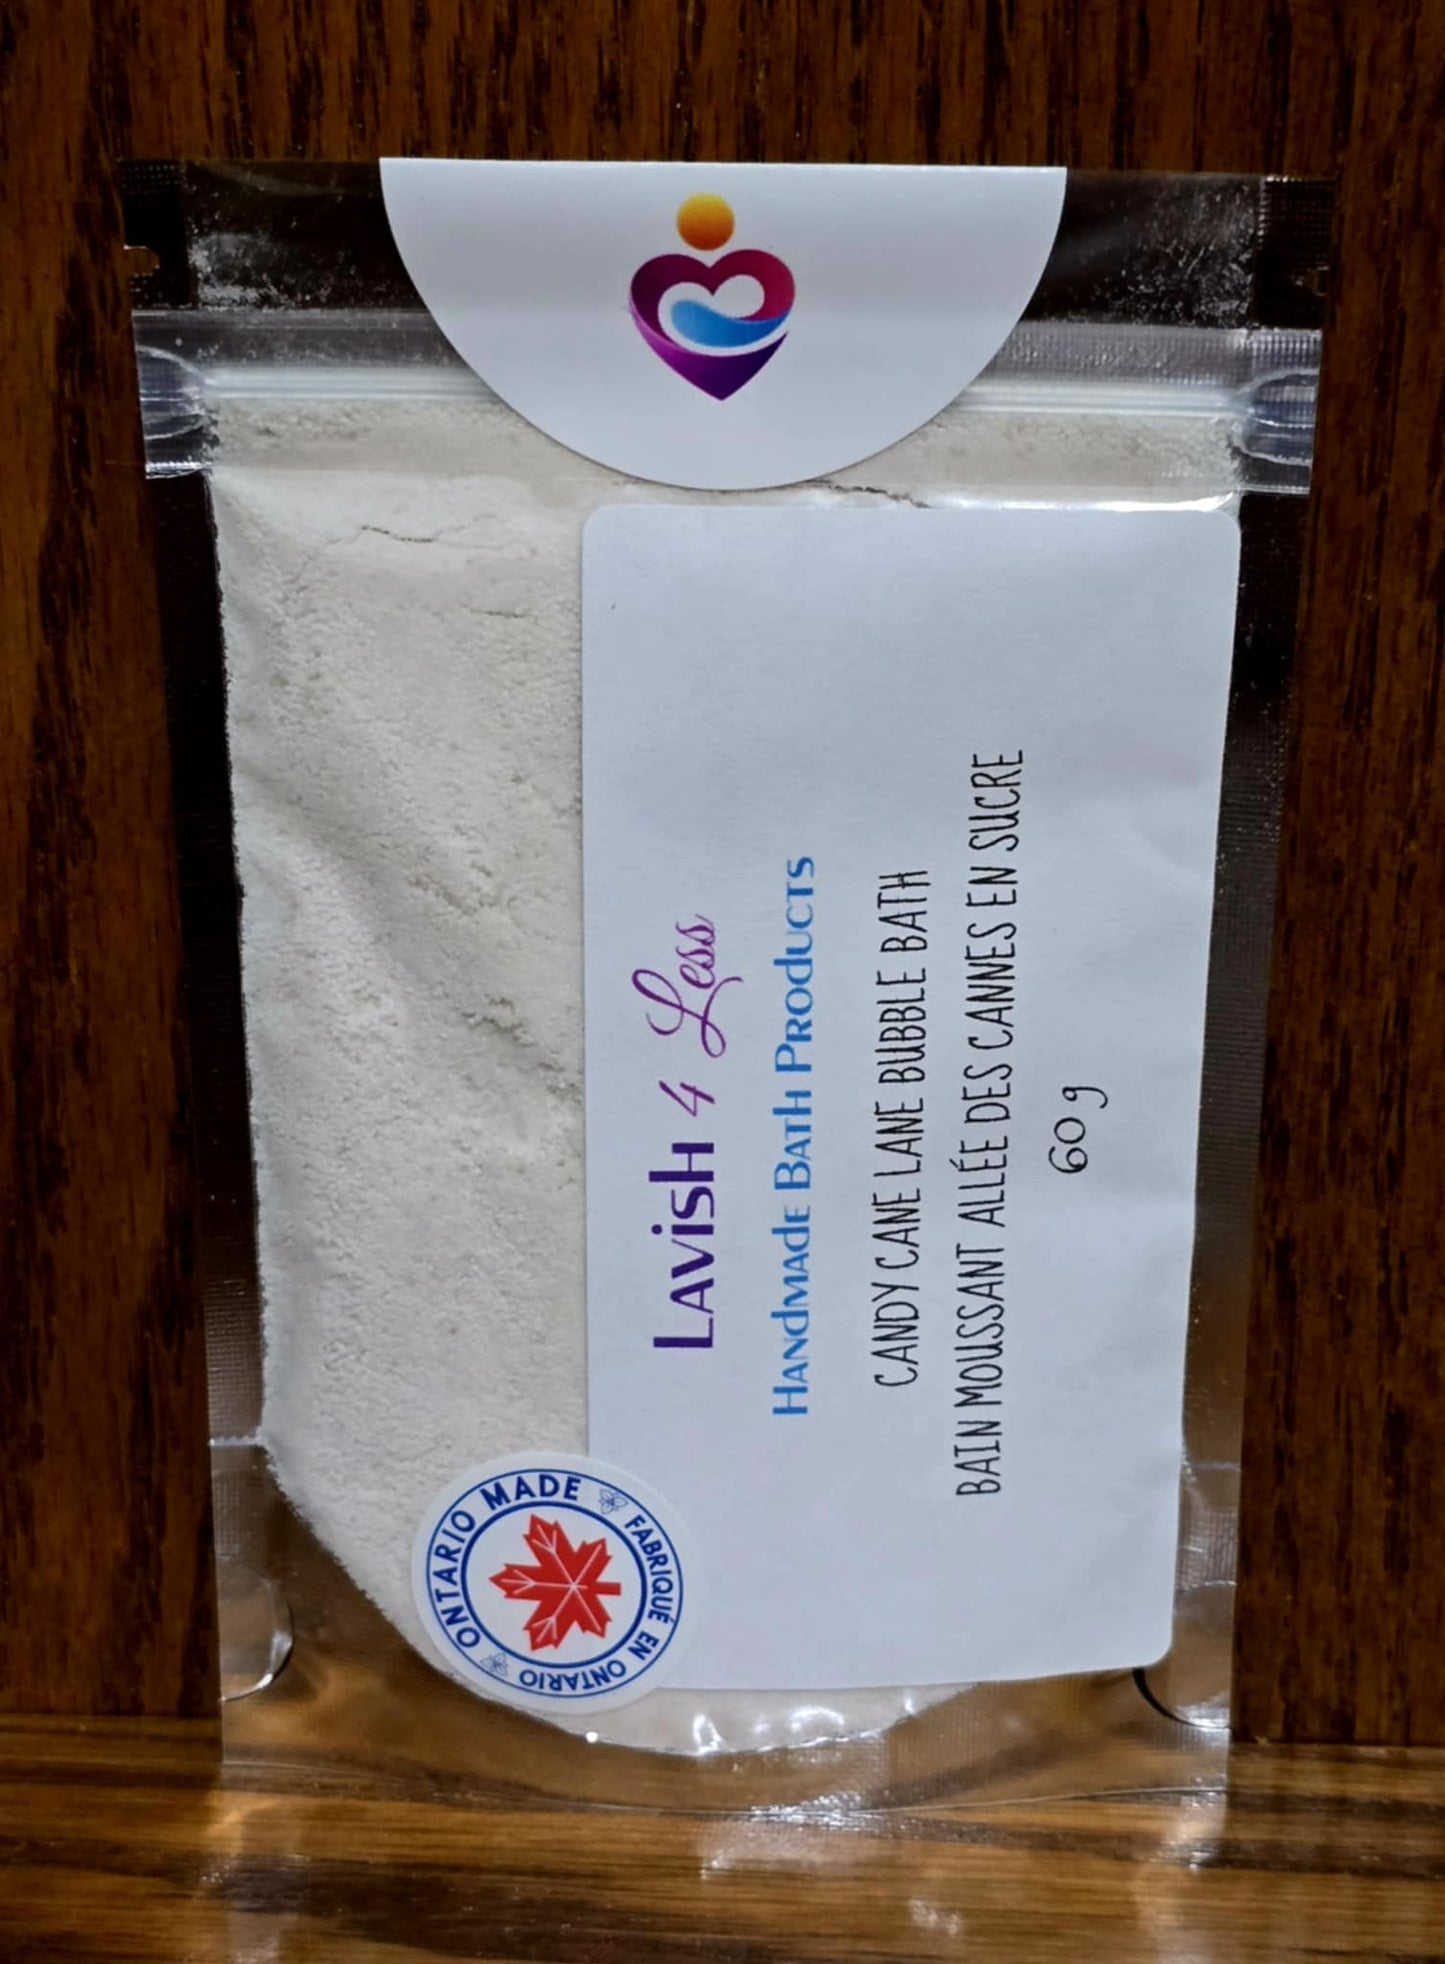 Lavish 4 Less
Handmade Bath Products
CANDY CANE LANE BUBBLE BATH
BAIN MOUSSANT ALLÉE DES CANNES EN SUCRE
60 g
ONTARIO MADE
FABRIQUÉ EN ONTARIO